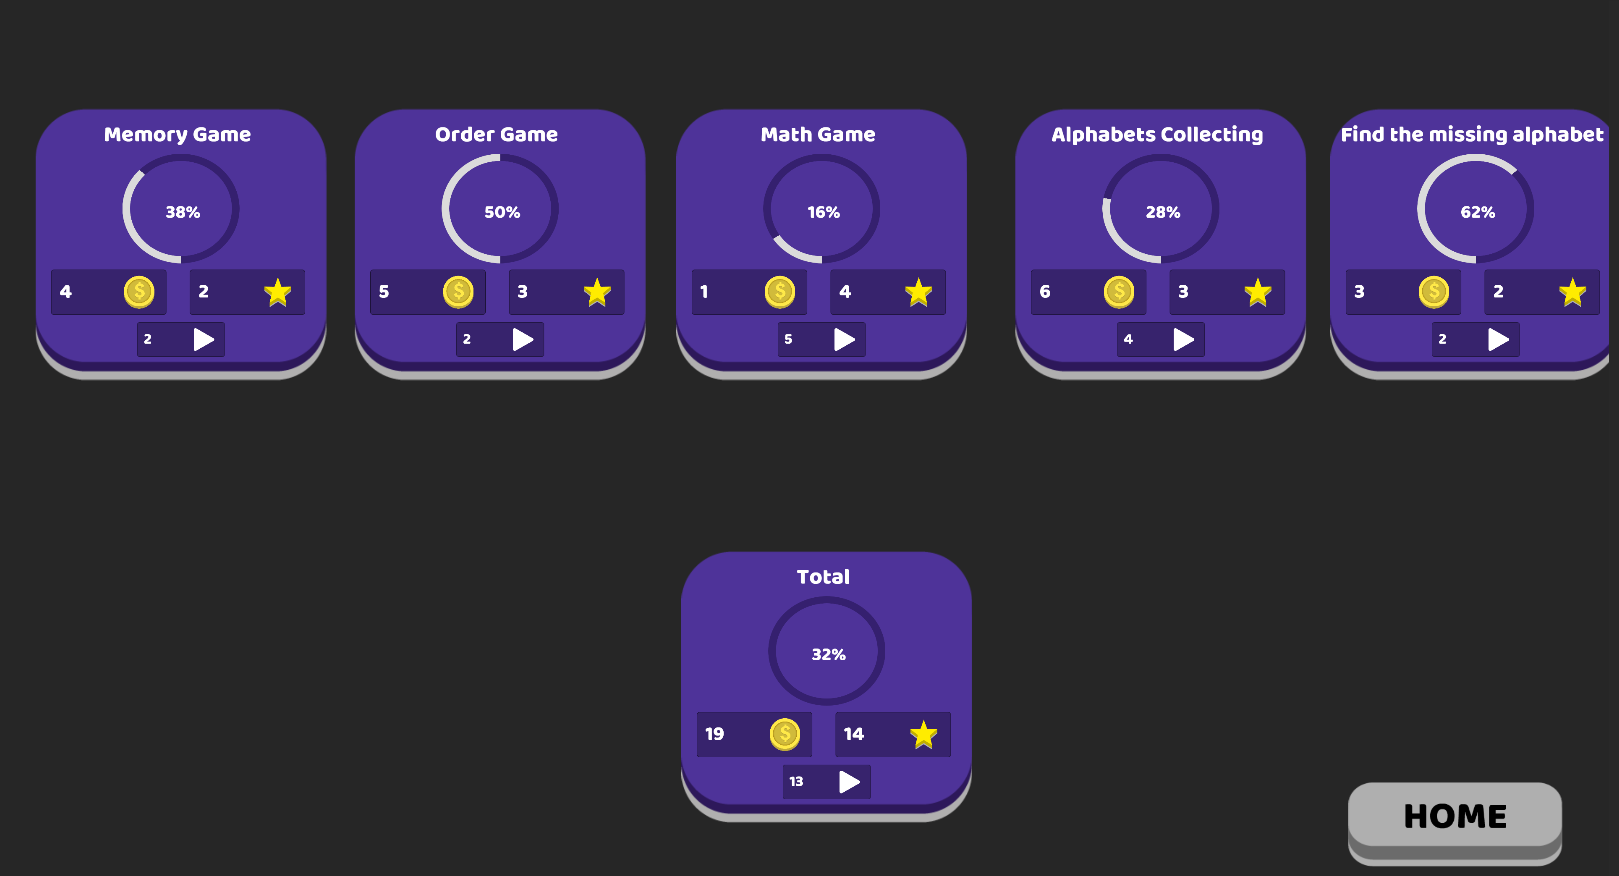 Memory Game
38%
4 $ 2
2
Order Game
50%
5 $ 3
2
Math Game
16%
1 $ 4
5
Alphabets Collecting
28%
6 $ 3
4
Find the missing alphabet
62%
3 $ 2
2
Total
32%
19 $ 14
13
HOME